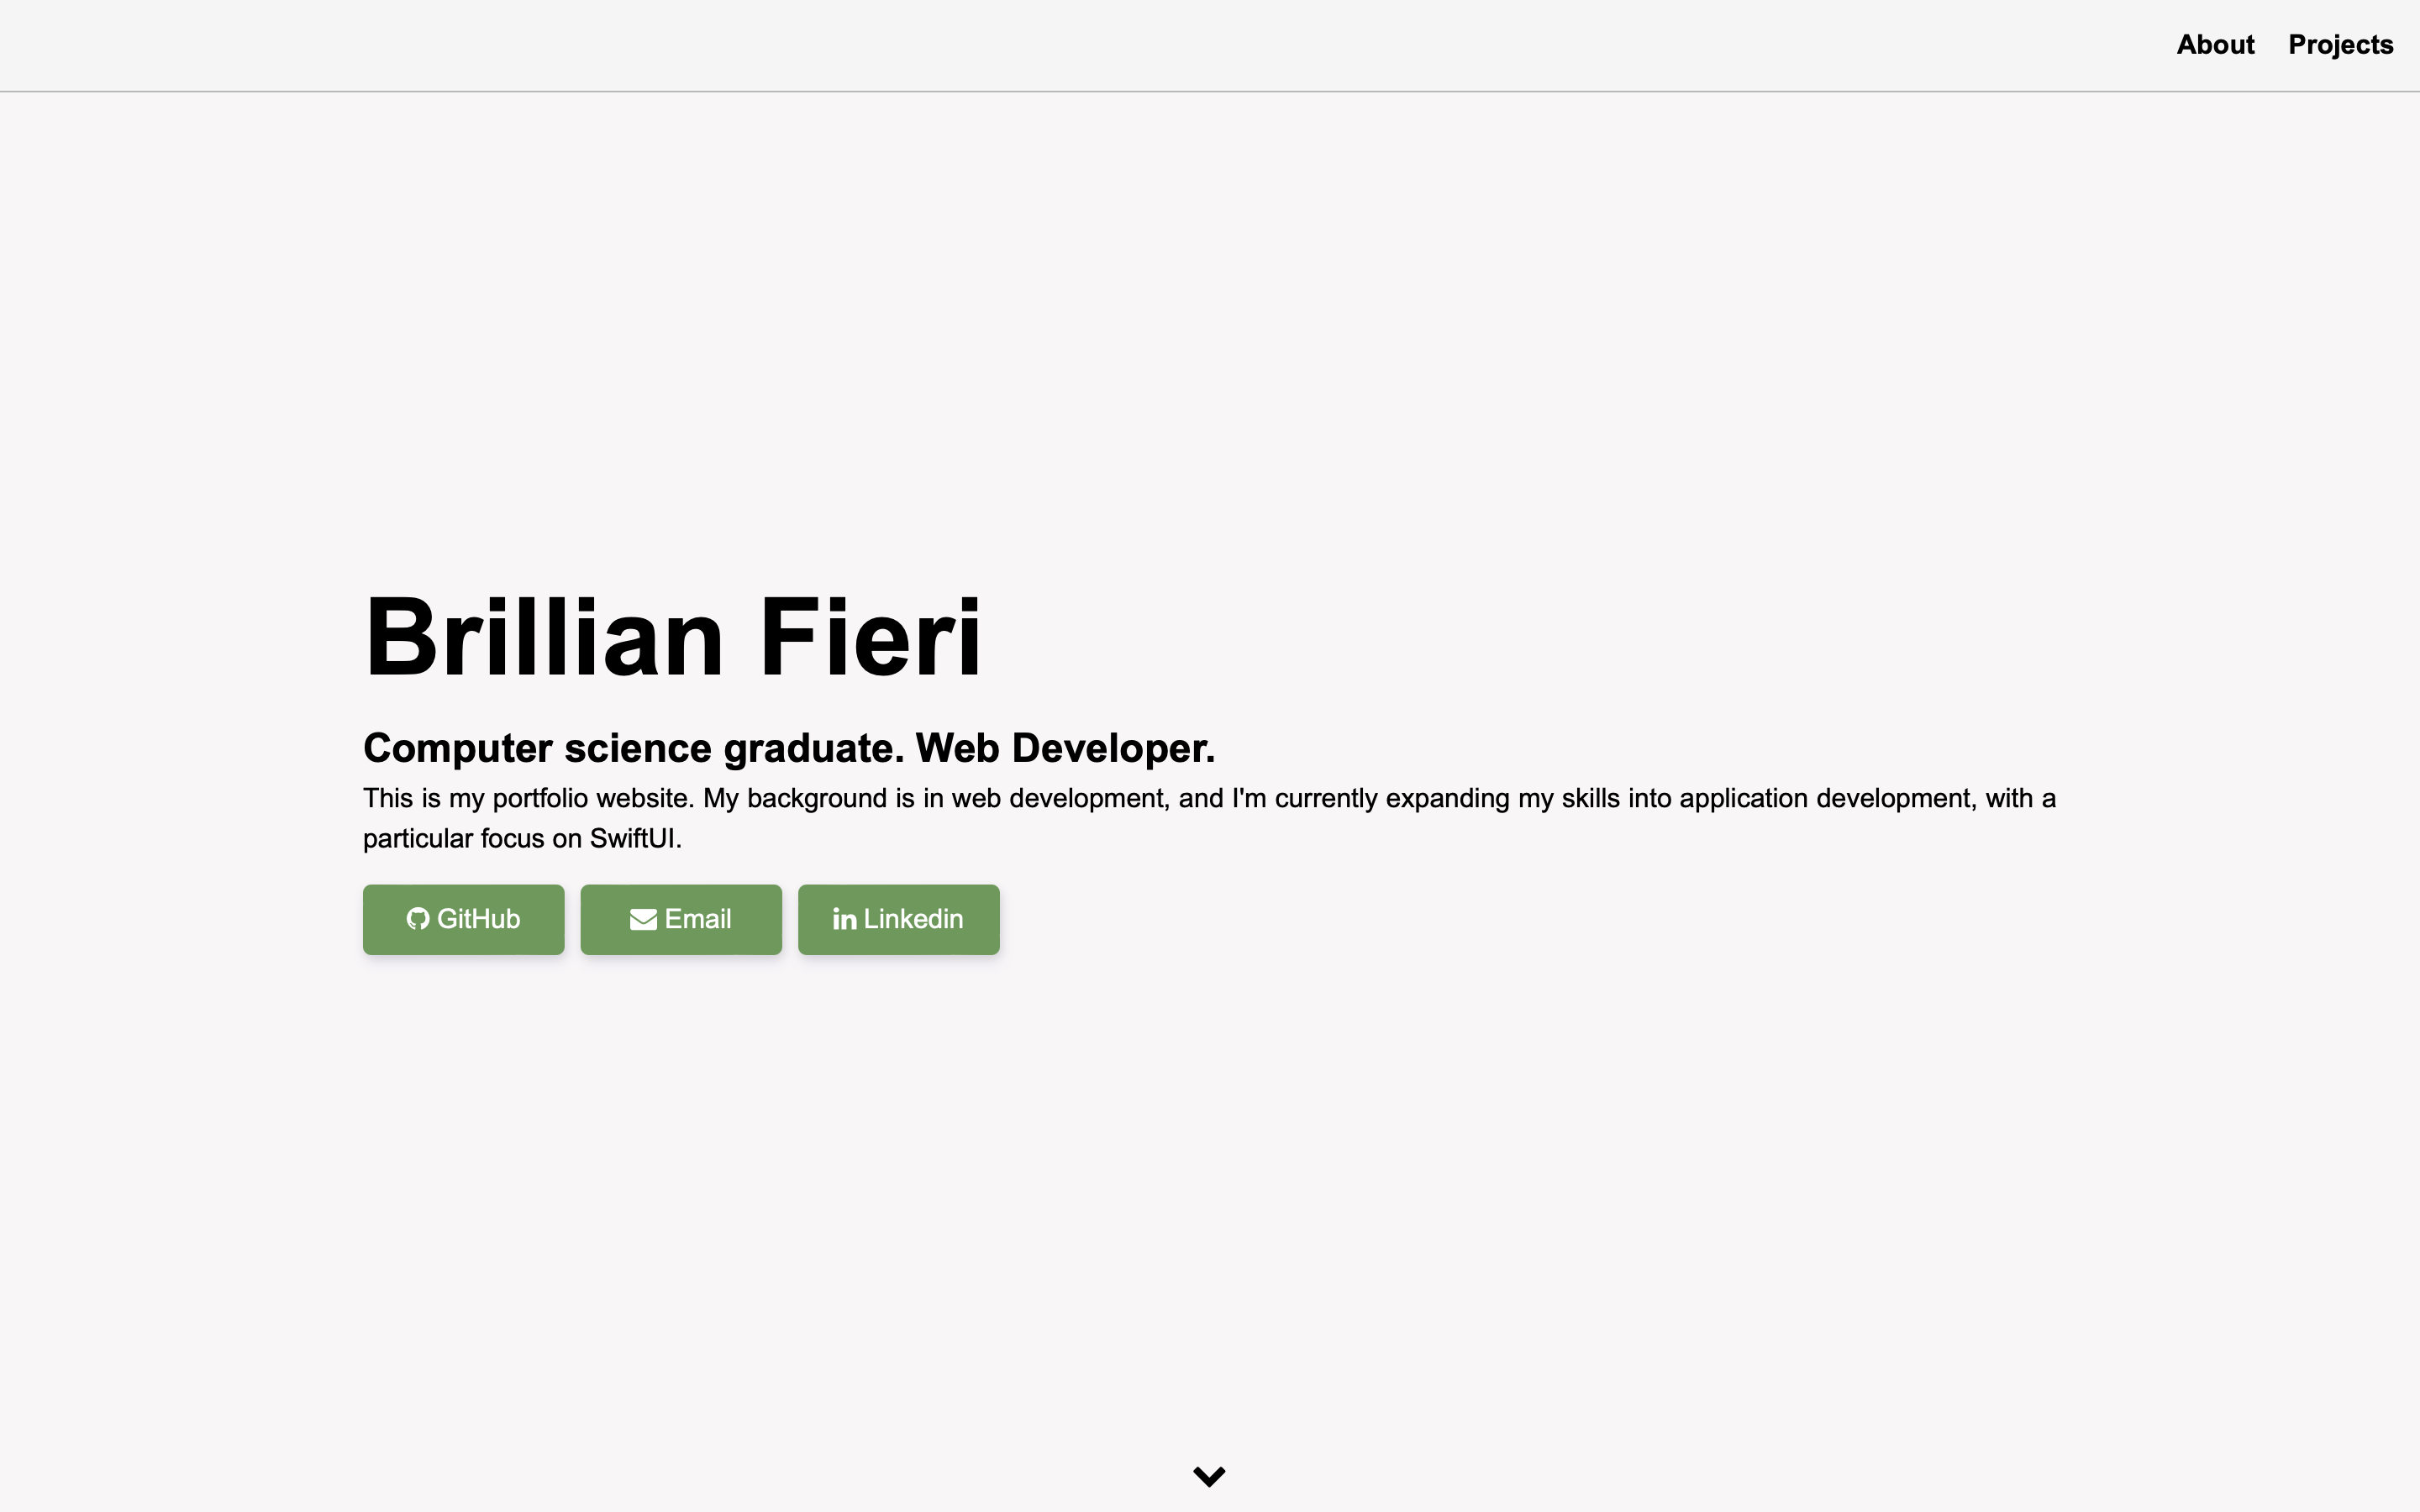 About Projects
Brillian Fieri
Computer science graduate. Web Developer.
This is my portfolio website. My background is in web development, and I'm currently expanding my skills into application development, with a
particular focus on SwiftUI.
GitHub Email Linkedin